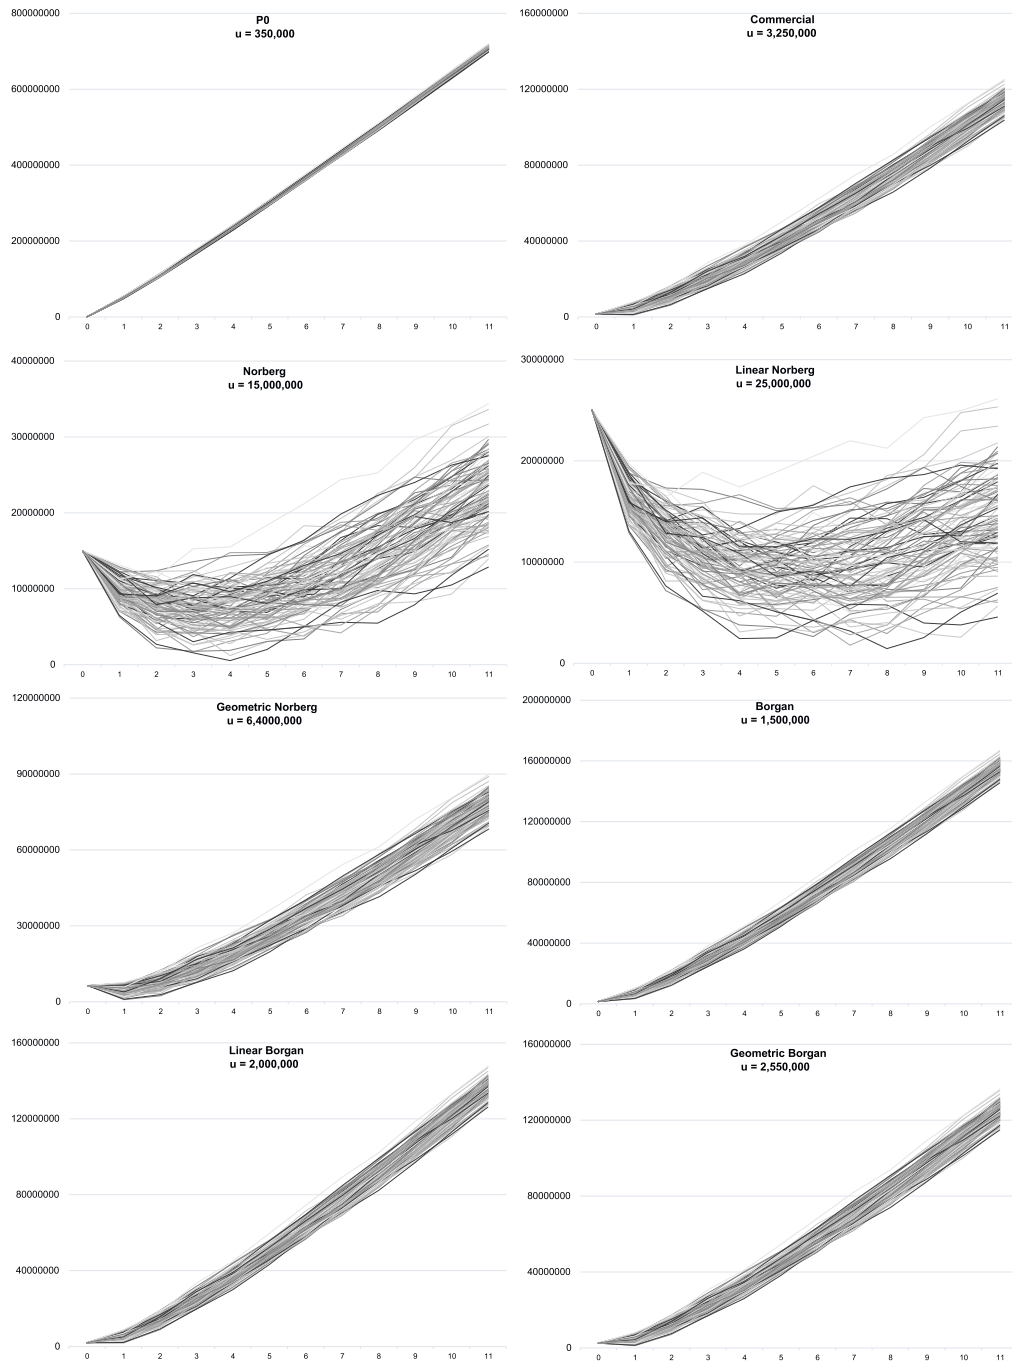 P0
u = 350,000
800000000
600000000
400000000
200000000
0
0 1 2 3 4 5 6 7 8 9 10 11
Commercial
u = 3,250,000
160000000
120000000
80000000
40000000
0
0 1 2 3 4 5 6 7 8 9 10 11
Norberg
u = 15,000,000
40000000
30000000
20000000
10000000
0
0 1 2 3 4 5 6 7 8 9 10 11
Linear Norberg
u = 25,000,000
30000000
20000000
10000000
0
0 1 2 3 4 5 6 7 8 9 10 11
Geometric Norberg
u = 6,4000,000
120000000
90000000
60000000
30000000
0
0 1 2 3 4 5 6 7 8 9 10 11
Borgan
u = 1,500,000
200000000
160000000
120000000
80000000
40000000
0
0 1 2 3 4 5 6 7 8 9 10 11
Linear Borgan
u = 2,000,000
160000000
120000000
80000000
40000000
0
0 1 2 3 4 5 6 7 8 9 10 11
Geometric Borgan
u = 2,550,000
160000000
120000000
80000000
40000000
0
0 1 2 3 4 5 6 7 8 9 10 11